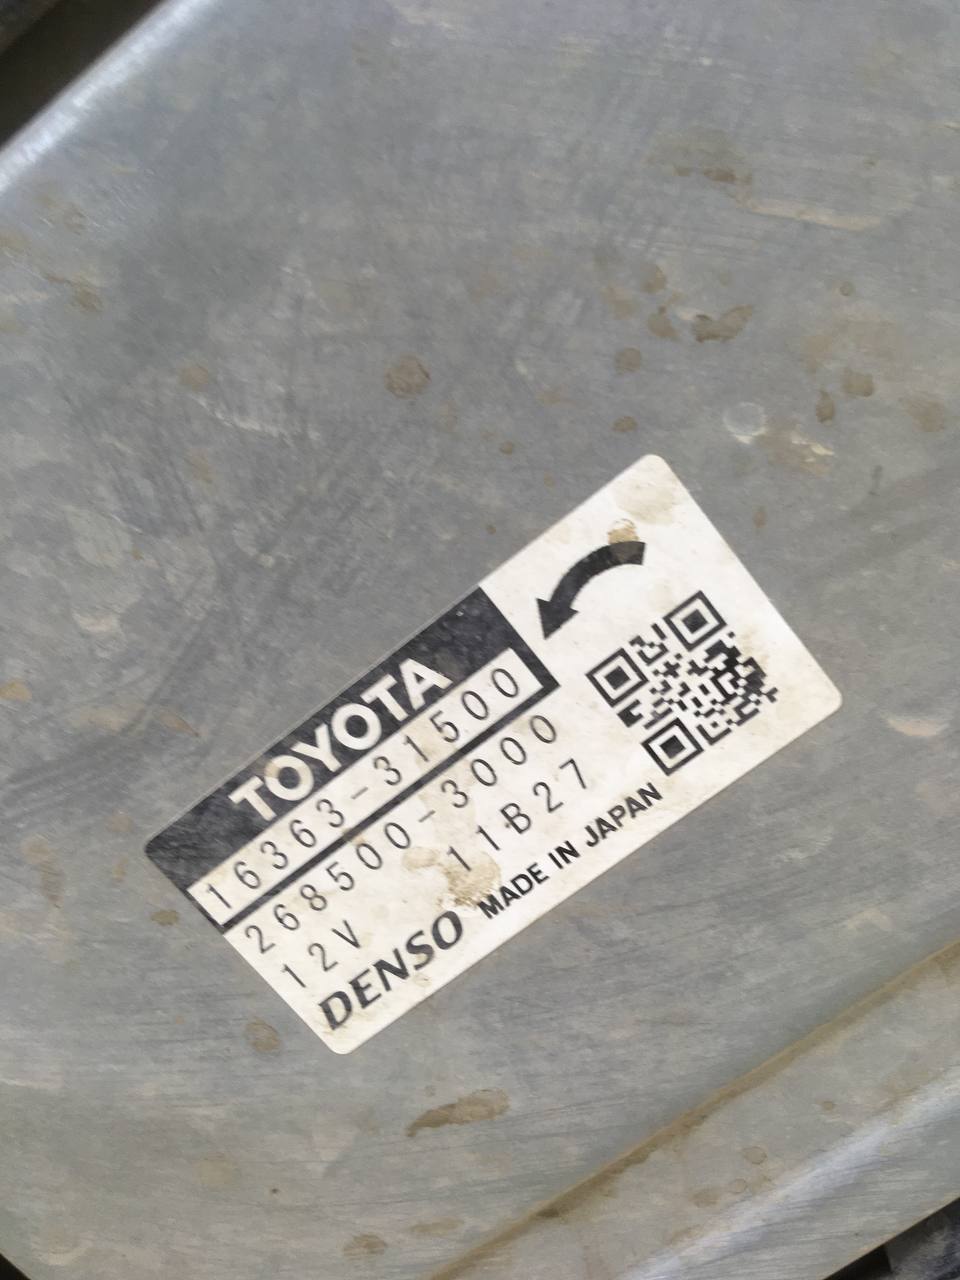 TOYOTA
16363-31500
268500-3000
12V 11B27
DENSO MADE IN JAPAN